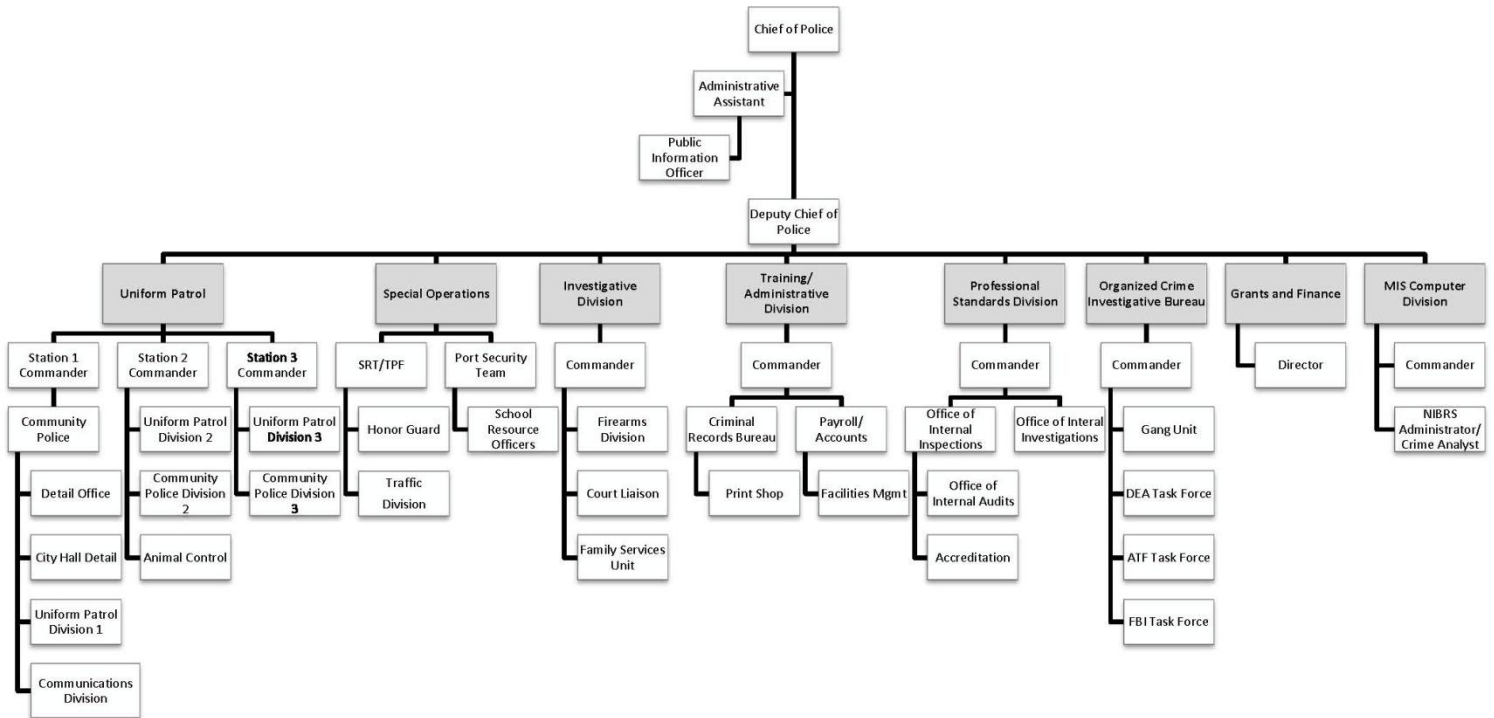 Chief of Police
Administrative
Assistant
Public
Information
Officer
Deputy Chief of
Police
Uniform Patrol
Special Operations
Investigative
Division
Training/
Administrative
Division
Professional
Standards Division
Organized Crime
Investigative Bureau
Grants and Finance
MIS Computer
Division
Station 1
Commander
Station 2
Commander
Station 3
Commander
SRT/TPF
Port Security
Team
Commander
Commander
Commander
Commander
Director
Commander
Community
Police
Uniform Patrol
Division 2
Uniform Patrol
Division 3
Honor Guard
School
Resource
Officers
Firearms
Division
Criminal
Records Bureau
Payroll/
Accounts
Office of
Internal
Inspections
Office of Interal
Investigations
Gang Unit
NIBRS
Administrator/
Crime Analyst
Detail Office
Community
Police Division
2
Community
Police Division
3
Traffic
Division
Court Liaison
Print Shop
Facilities Mgmt
Office of
Internal Audits
DEA Task Force
City Hall Detail
Animal Control
Family Services
Unit
Accreditation
ATF Task Force
Uniform Patrol
Division 1
FBI Task Force
Communications
Division